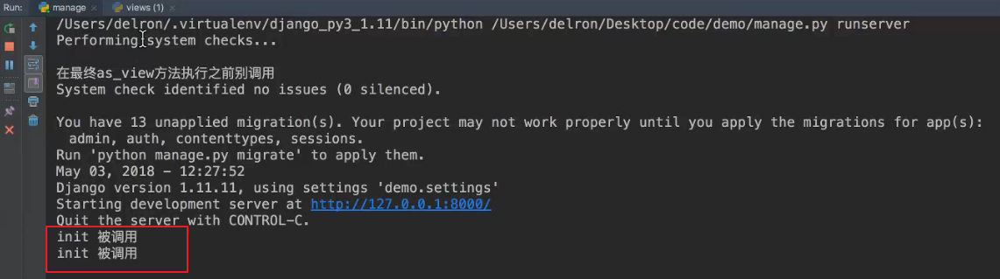 Run: manage views (1)
/Users/delron/.virtualenv/django_py3_1.11/bin/python /Users/delron/Desktop/code/demo/manage.py runserver
Performing system checks...
在最终as_view方法执行之前别调用
System check identified no issues (0 silenced).
You have 13 unapplied migration(s). Your project may not work properly until you apply the migrations for app(s):
admin, auth, contenttypes, sessions.
Run 'python manage.py migrate' to apply them.
May 03, 2018 - 12:27:52
Django version 1.11.11, using settings 'demo.settings'
Starting development server at http://127.0.0.1:8000/
Quit the server with CONTROL-C.
init 被调用
init 被调用